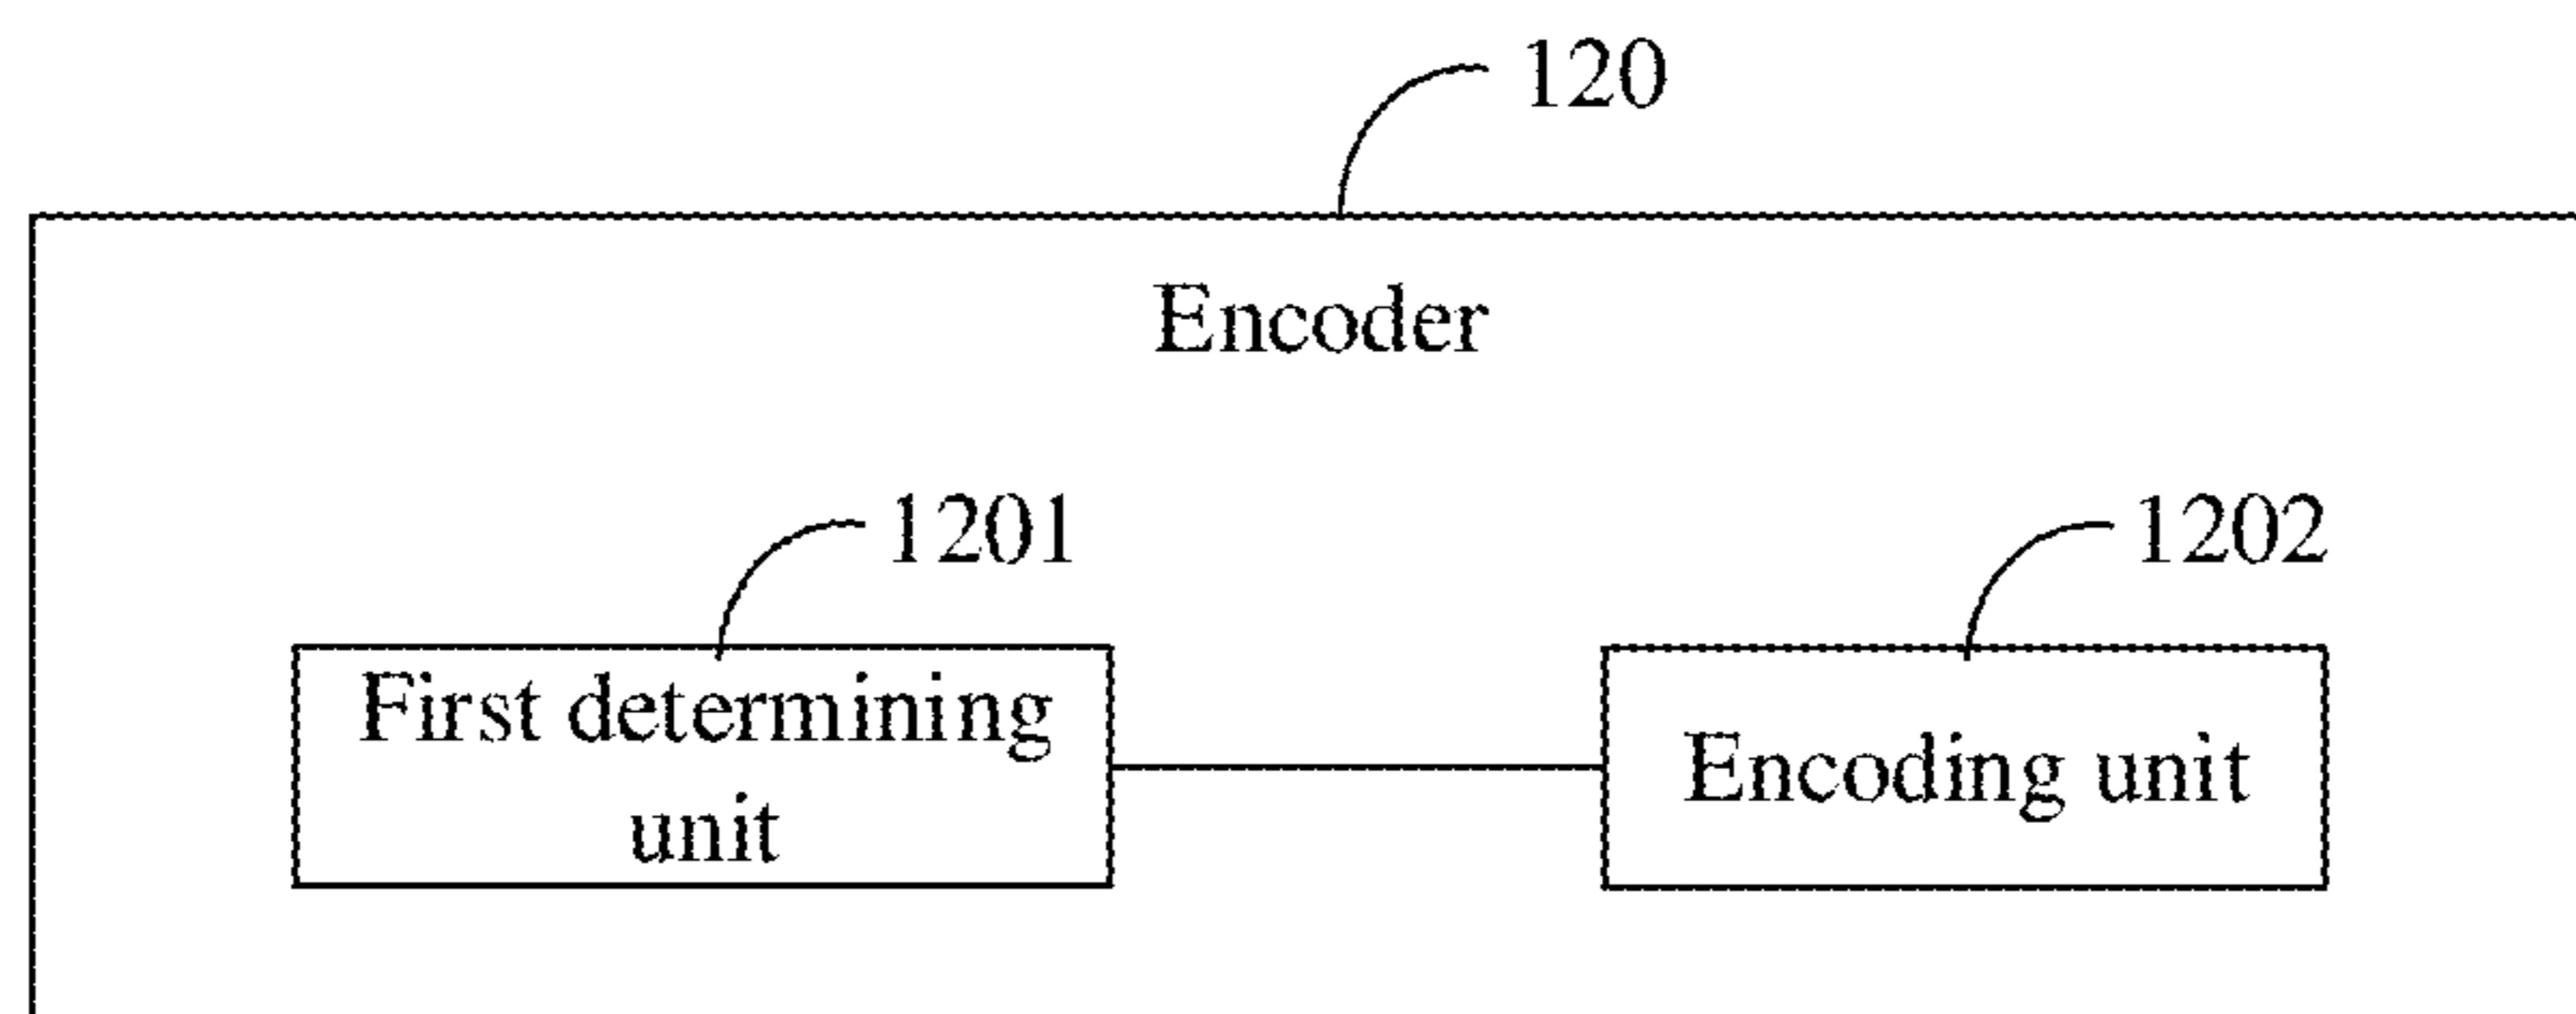 120
Encoder
1201
1202
First determining
unit
Encoding unit